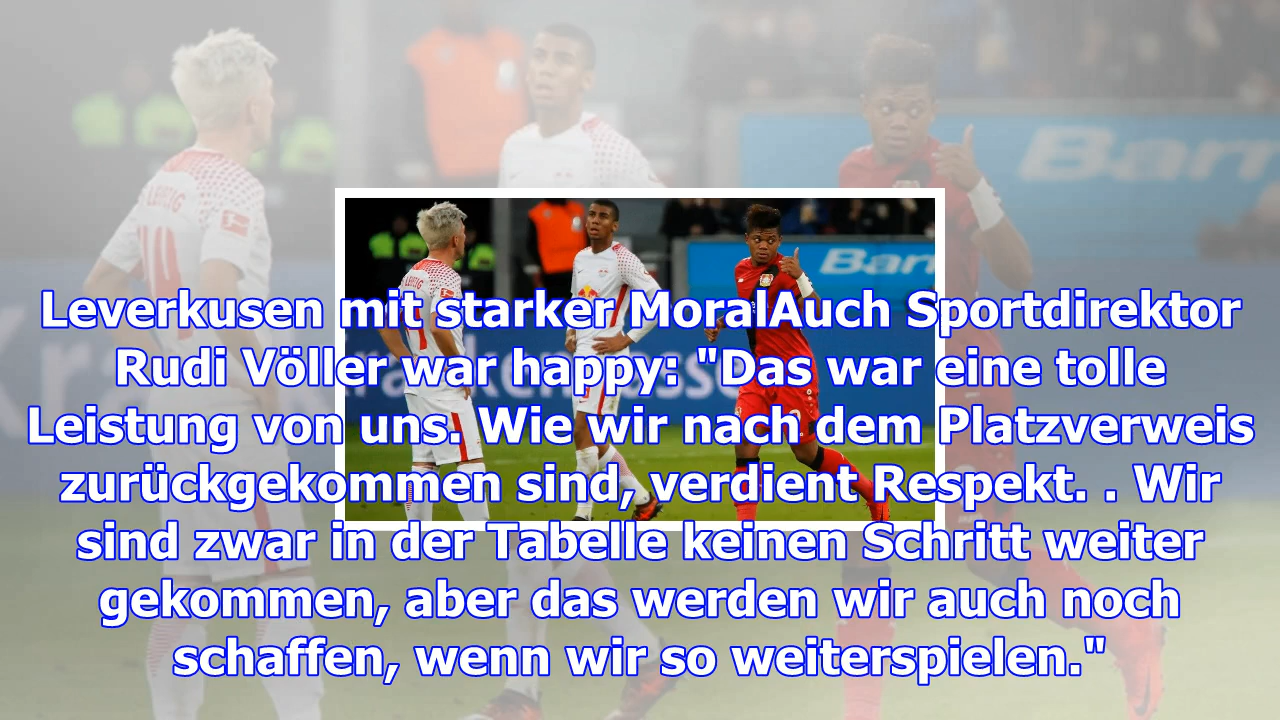 Leverkusen mit starker MoralAuch Sportdirektor
Rudi Völler war happy: "Das war eine tolle
Leistung von uns. Wie wir nach dem Platzverweis
zurückgekommen sind, verdient Respekt. . Wir
sind zwar in der Tabelle keinen Schritt weiter
gekommen, aber das werden wir auch noch
schaffen, wenn wir so weiterspielen."